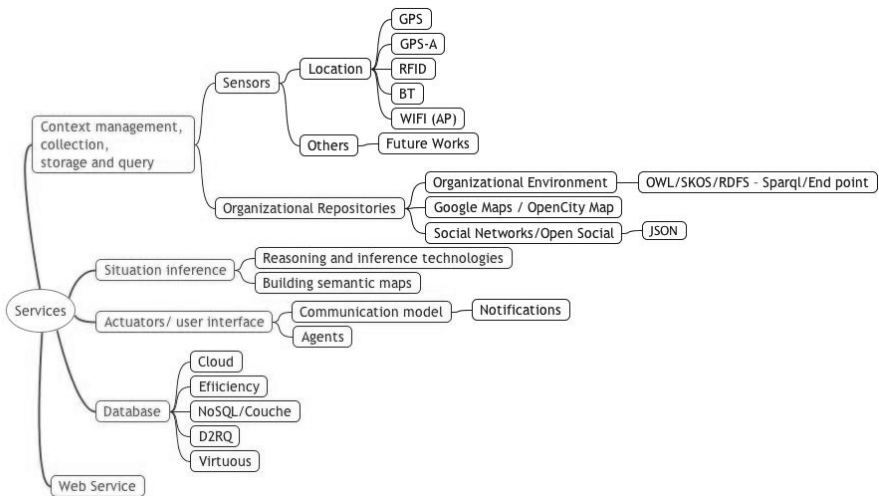 GPS
GPS-A
Location
RFID
Sensors
BT
WIFI (AP)
Context management,
collection,
storage and query
Others
Future Works
Organizational Environment
OWL/SKOS/RDFS - Sparql/End point
Organizational Repositories
Google Maps / OpenCity Map
Social Networks/Open Social
JSON
Situation inference
Reasoning and inference technologies
Building semantic maps
Services
Actuators/ user interface
Communication model
Notifications
Agents
Cloud
Efiiciency
Database
NoSQL/Couche
D2RQ
Virtuous
Web Service